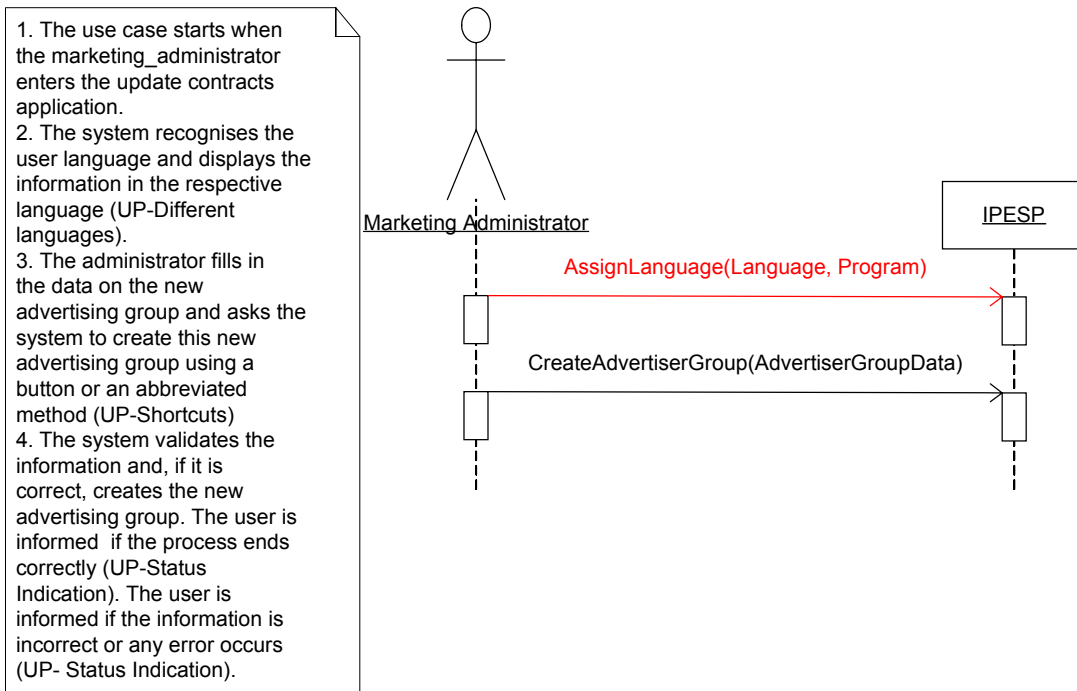 1. The use case starts when
the marketing_administrator
enters the update contracts
application.
2. The system recognises the
user language and displays the
information in the respective
language (UP-Different
languages).
3. The administrator fills in
the data on the new
advertising group and asks the
system to create this new
advertising group using a
button or an abbreviated
method (UP-Shortcuts)
4. The system validates the
information and, if it is
correct, creates the new
advertising group. The user is
informed  if the process ends
correctly (UP-Status
Indication). The user is
informed if the information is
incorrect or any error occurs
(UP- Status Indication).
Marketing Administrator
IPESP
AssignLanguage(Language, Program)
CreateAdvertiserGroup(AdvertiserGroupData)